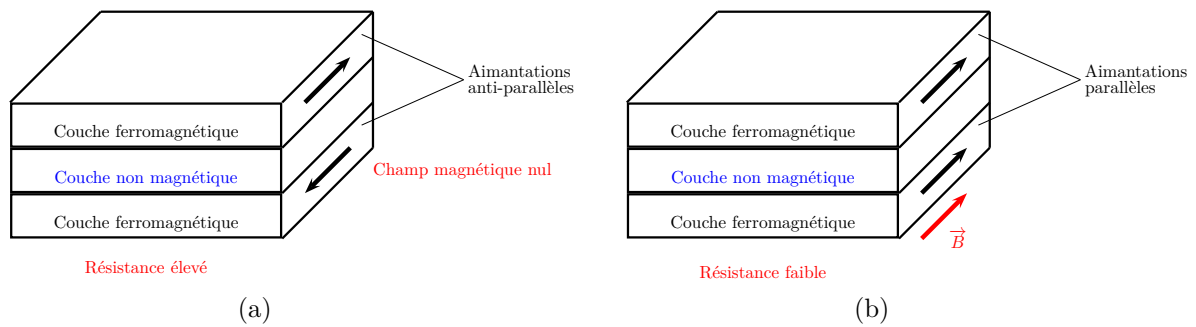 Aimantations
anti-parallèles
Couche ferromagnétique
Couche non magnétique
Champ magnétique nul
Couche ferromagnétique
Résistance élevé
(a)
Aimantations
parallèles
Couche ferromagnétique
Couche non magnétique
Couche ferromagnétique
B
Résistance faible
(b)